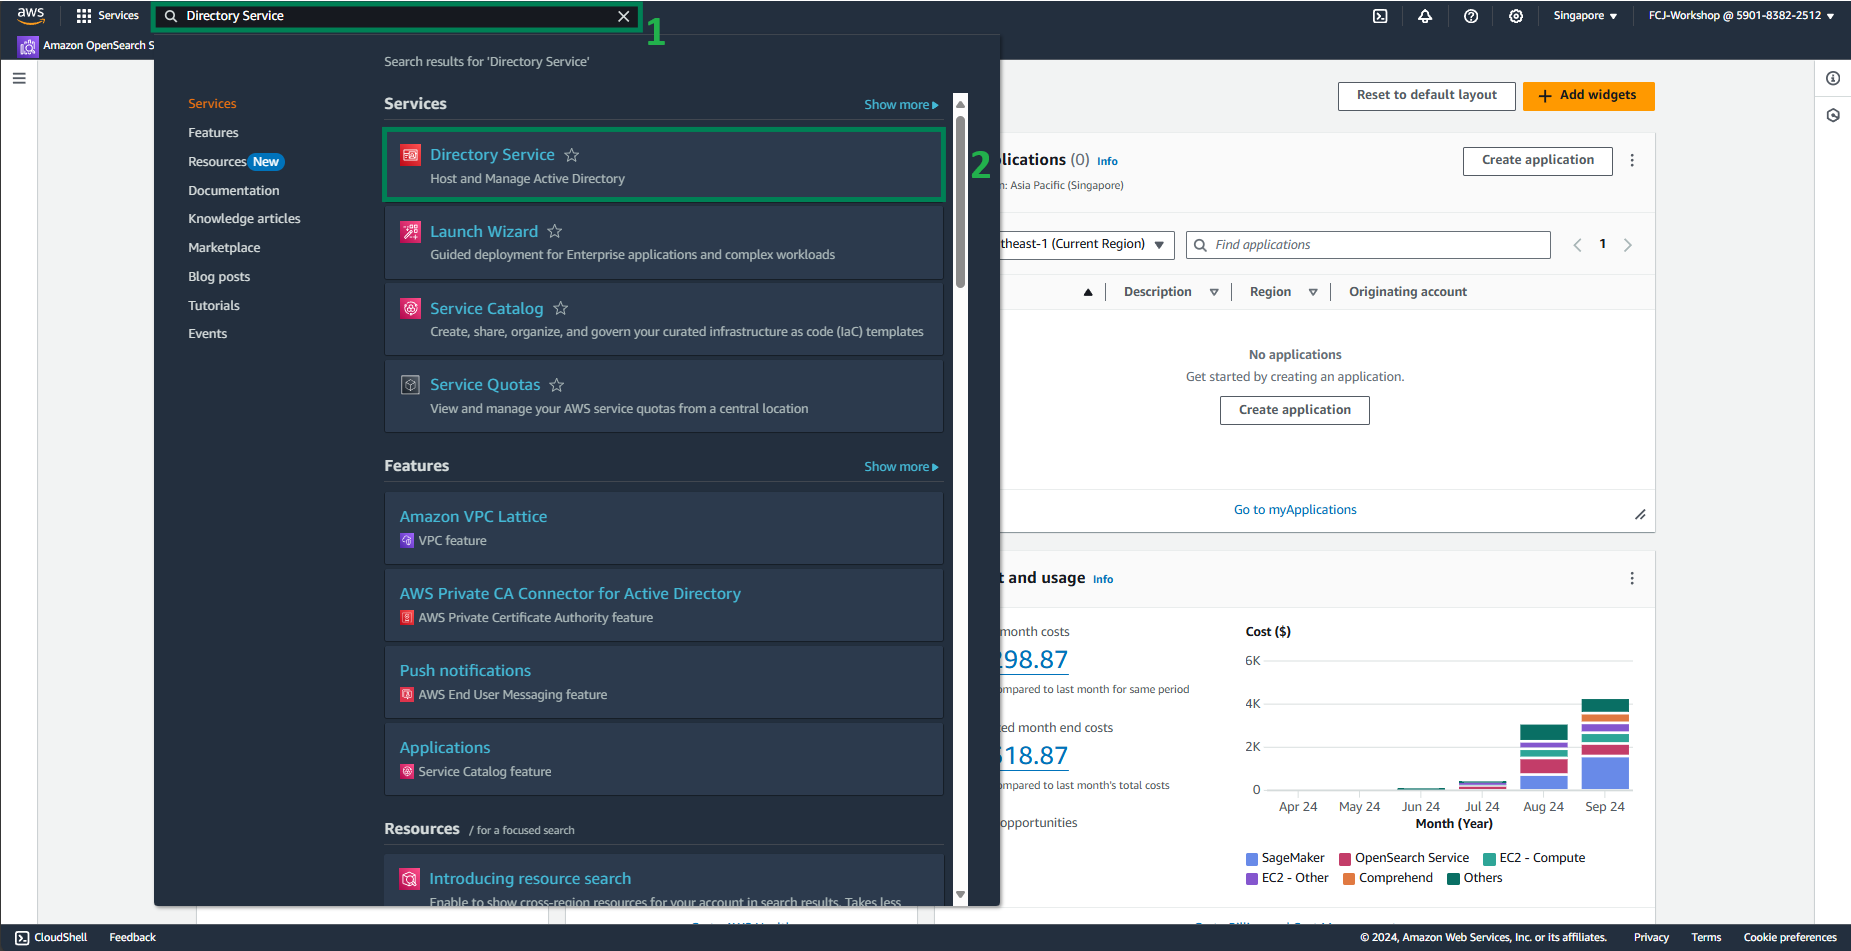 aws
Services
Directory Service
1
Singapore
FCJ-Workshop @ 5901-8382-2512
Amazon OpenSearch S
Search results for 'Directory Service'
Services
Features
Resources New
Documentation
Knowledge articles
Marketplace
Blog posts
Tutorials
Events
Services
Show more
Directory Service
Host and Manage Active Directory
2
Launch Wizard
Guided deployment for Enterprise applications and complex workloads
Service Catalog
Create, share, organize, and govern your curated infrastructure as code (IaC) templates
Service Quotas
View and manage your AWS service quotas from a central location
Features
Show more
Amazon VPC Lattice
VPC feature
AWS Private CA Connector for Active Directory
AWS Private Certificate Authority feature
Push notifications
AWS End User Messaging feature
Applications
Service Catalog feature
Resources / for a focused search
Introducing resource search
Enable to show cross-region resources for your account in search results. Takes less
Reset to default layout
+ Add widgets
lications (0) Info
n: Asia Pacific (Singapore)
Create application
theast-1 (Current Region)
Find applications
1
Description
Region
Originating account
No applications
Get started by creating an application.
Create application
Go to myApplications
t and usage Info
month costs
298.87
ompared to last month for same period
ed month end costs
518.87
ompared to last month's total costs
opportunities
Cost ($)
6K
4K
2K
0
Apr 24 May 24 Jun 24 Jul 24 Aug 24 Sep 24
Month (Year)
SageMaker OpenSearch Service EC2 - Compute
EC2 - Other Comprehend Others
CloudShell
Feedback
© 2024, Amazon Web Services, Inc. or its affiliates.
Privacy
Terms
Cookie preferences